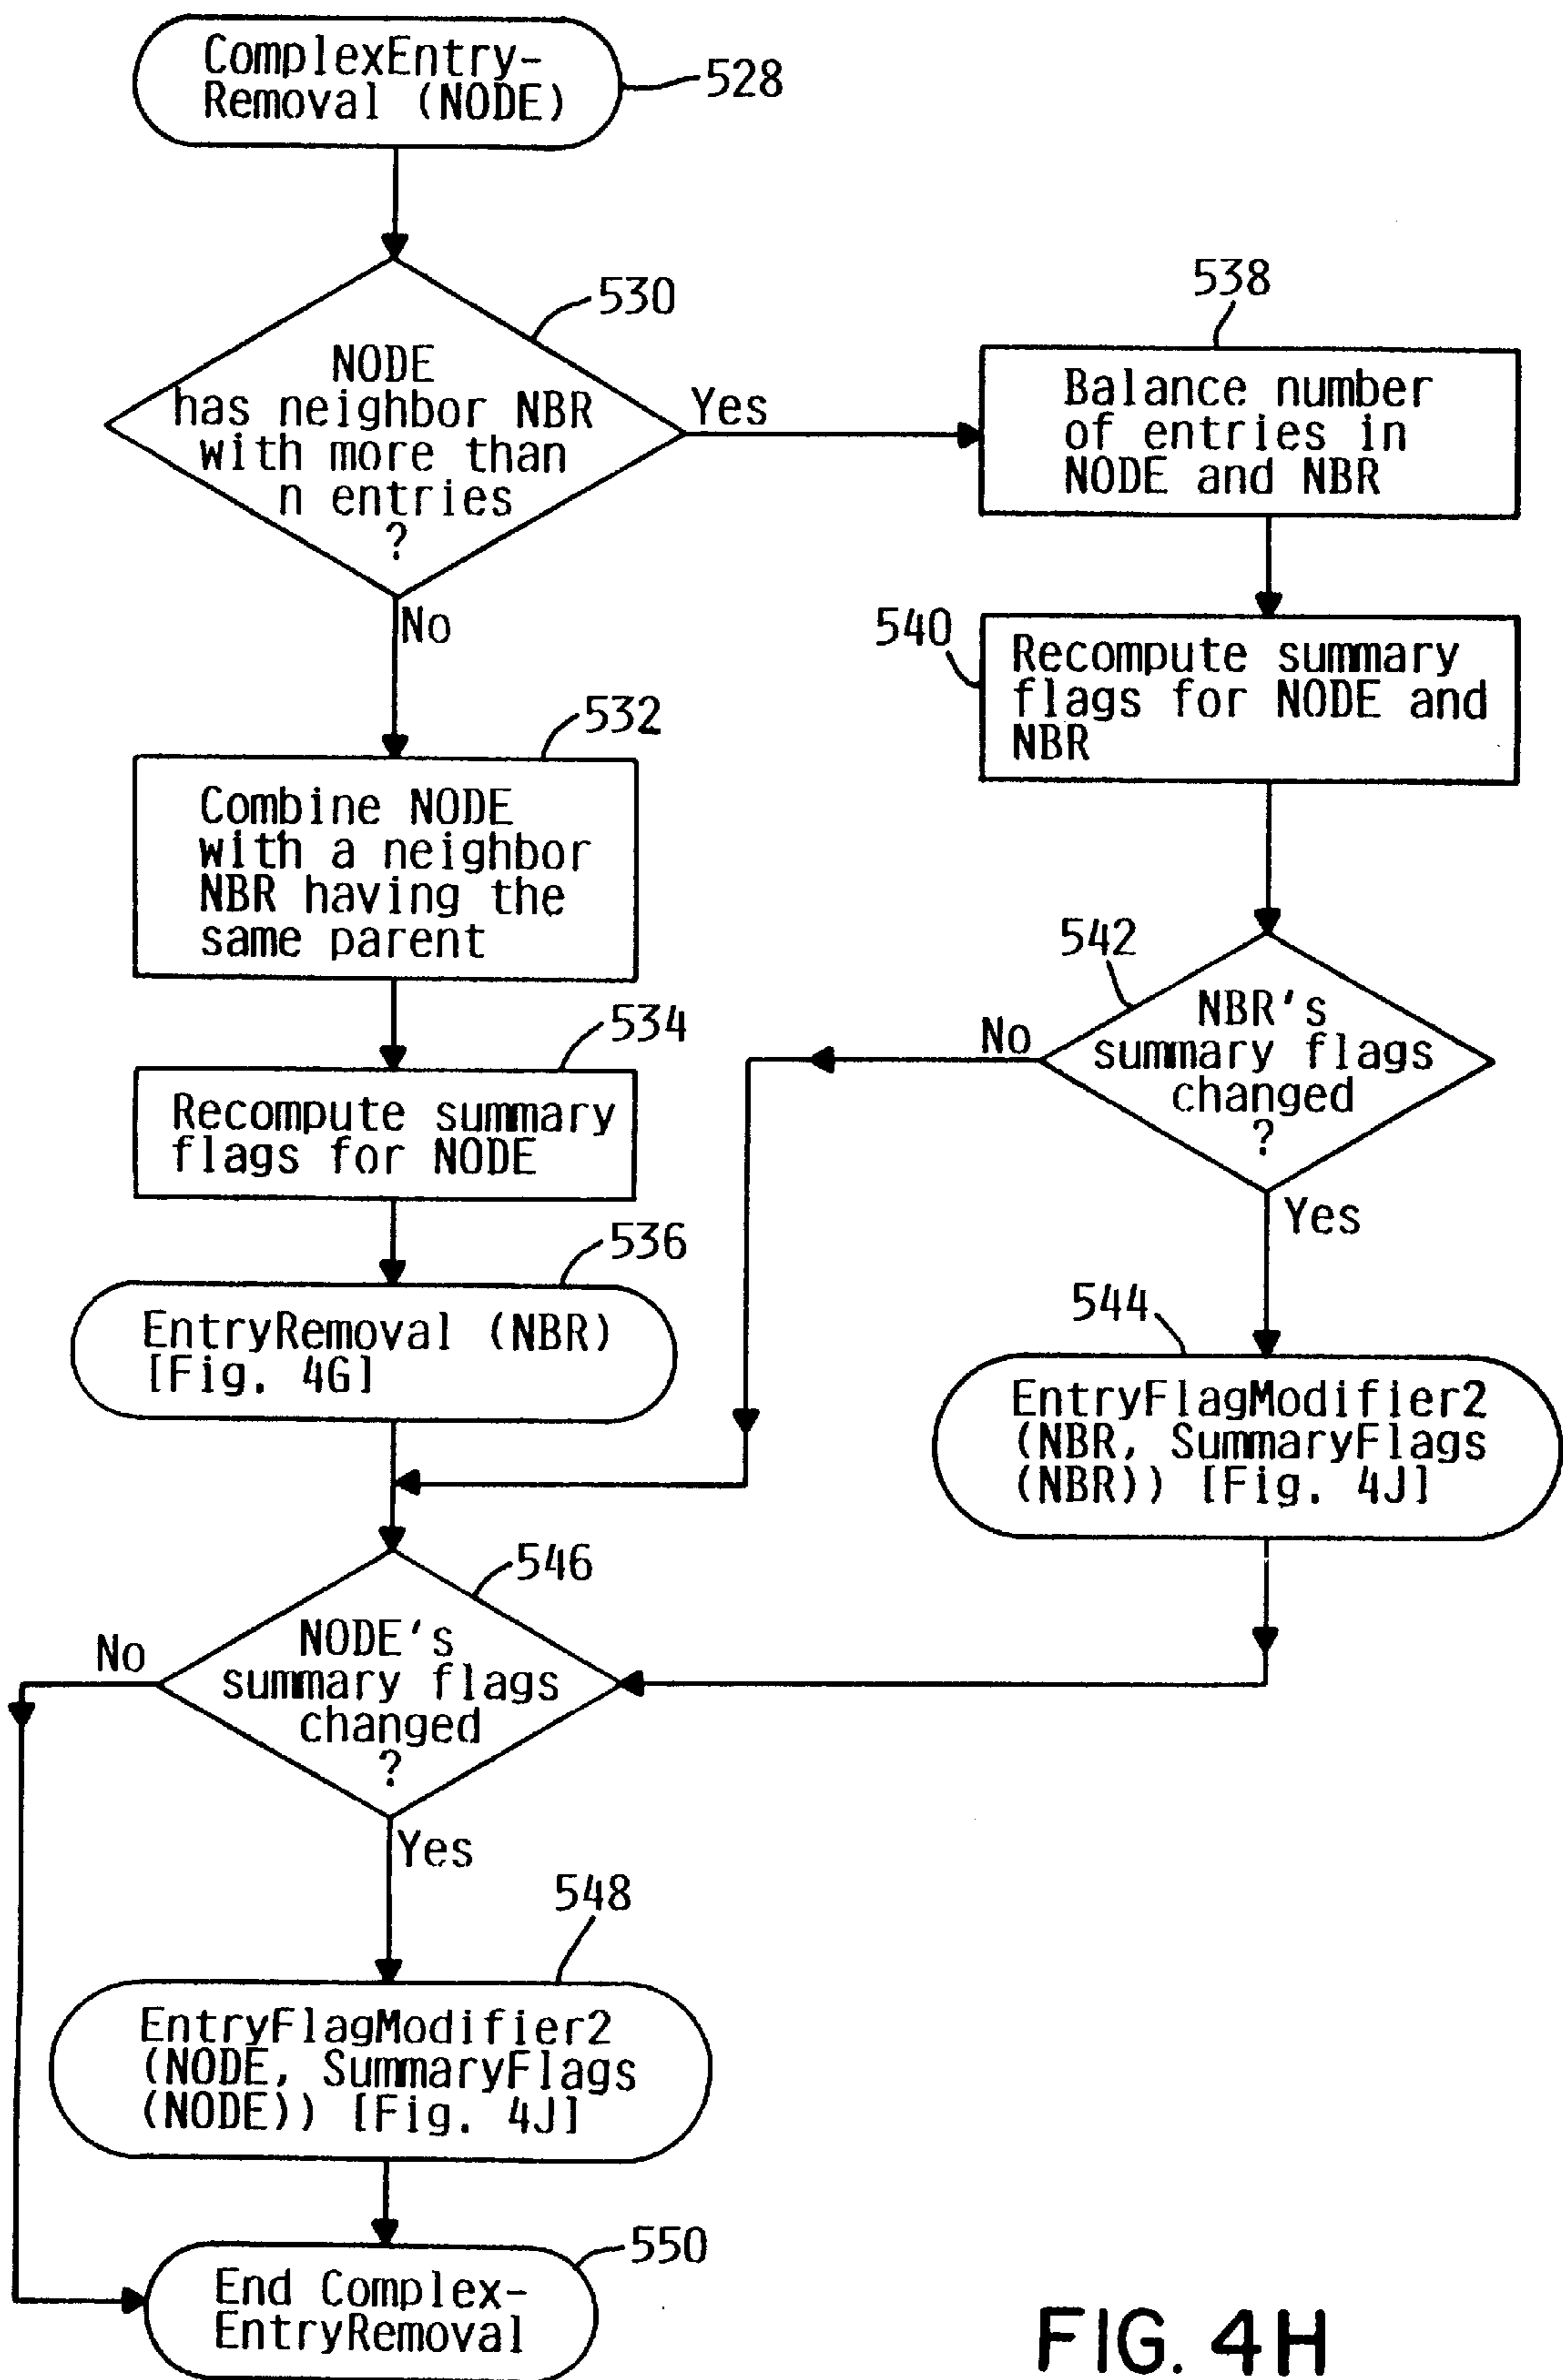 ComplexEntry-
Removal (NODE)
528
530
NODE
has neighbor NBR
with more than
n entries
?
Yes
No
538
Balance number
of entries in
NODE and NBR
540
Recompute summary
flags for NODE and
NBR
532
Combine NODE
with a neighbor
NBR having the
same parent
534
Recompute summary
flags for NODE
536
EntryRemoval (NBR)
[Fig. 4G]
542
NBR's
summary flags
changed
?
No
Yes
544
EntryFlagModifier2
(NBR, SummaryFlags
(NBR)) [Fig. 4J]
546
NODE's
summary flags
changed
?
No
Yes
548
EntryFlagModifier2
(NODE, SummaryFlags
(NODE)) [Fig. 4J]
550
End Complex-
EntryRemoval
FIG. 4H